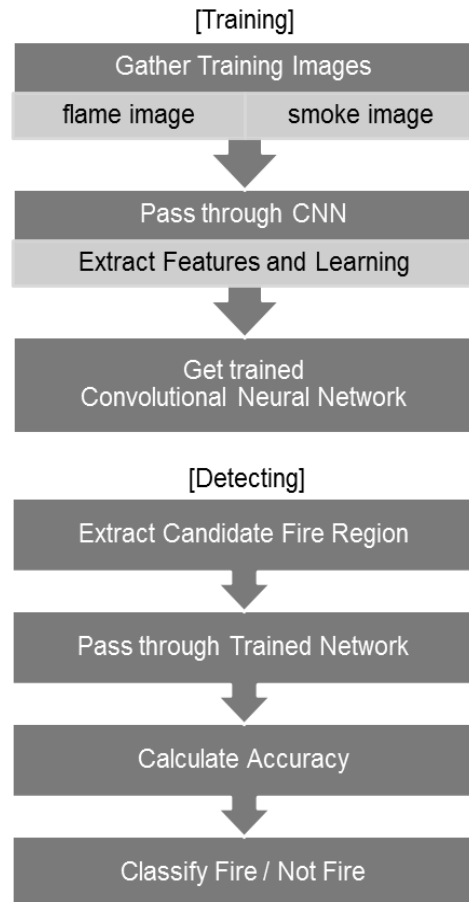 [Training]
Gather Training Images
flame image
smoke image
Pass through CNN
Extract Features and Learning
Get trained
Convolutional Neural Network
[Detecting]
Extract Candidate Fire Region
Pass through Trained Network
Calculate Accuracy
Classify Fire / Not Fire